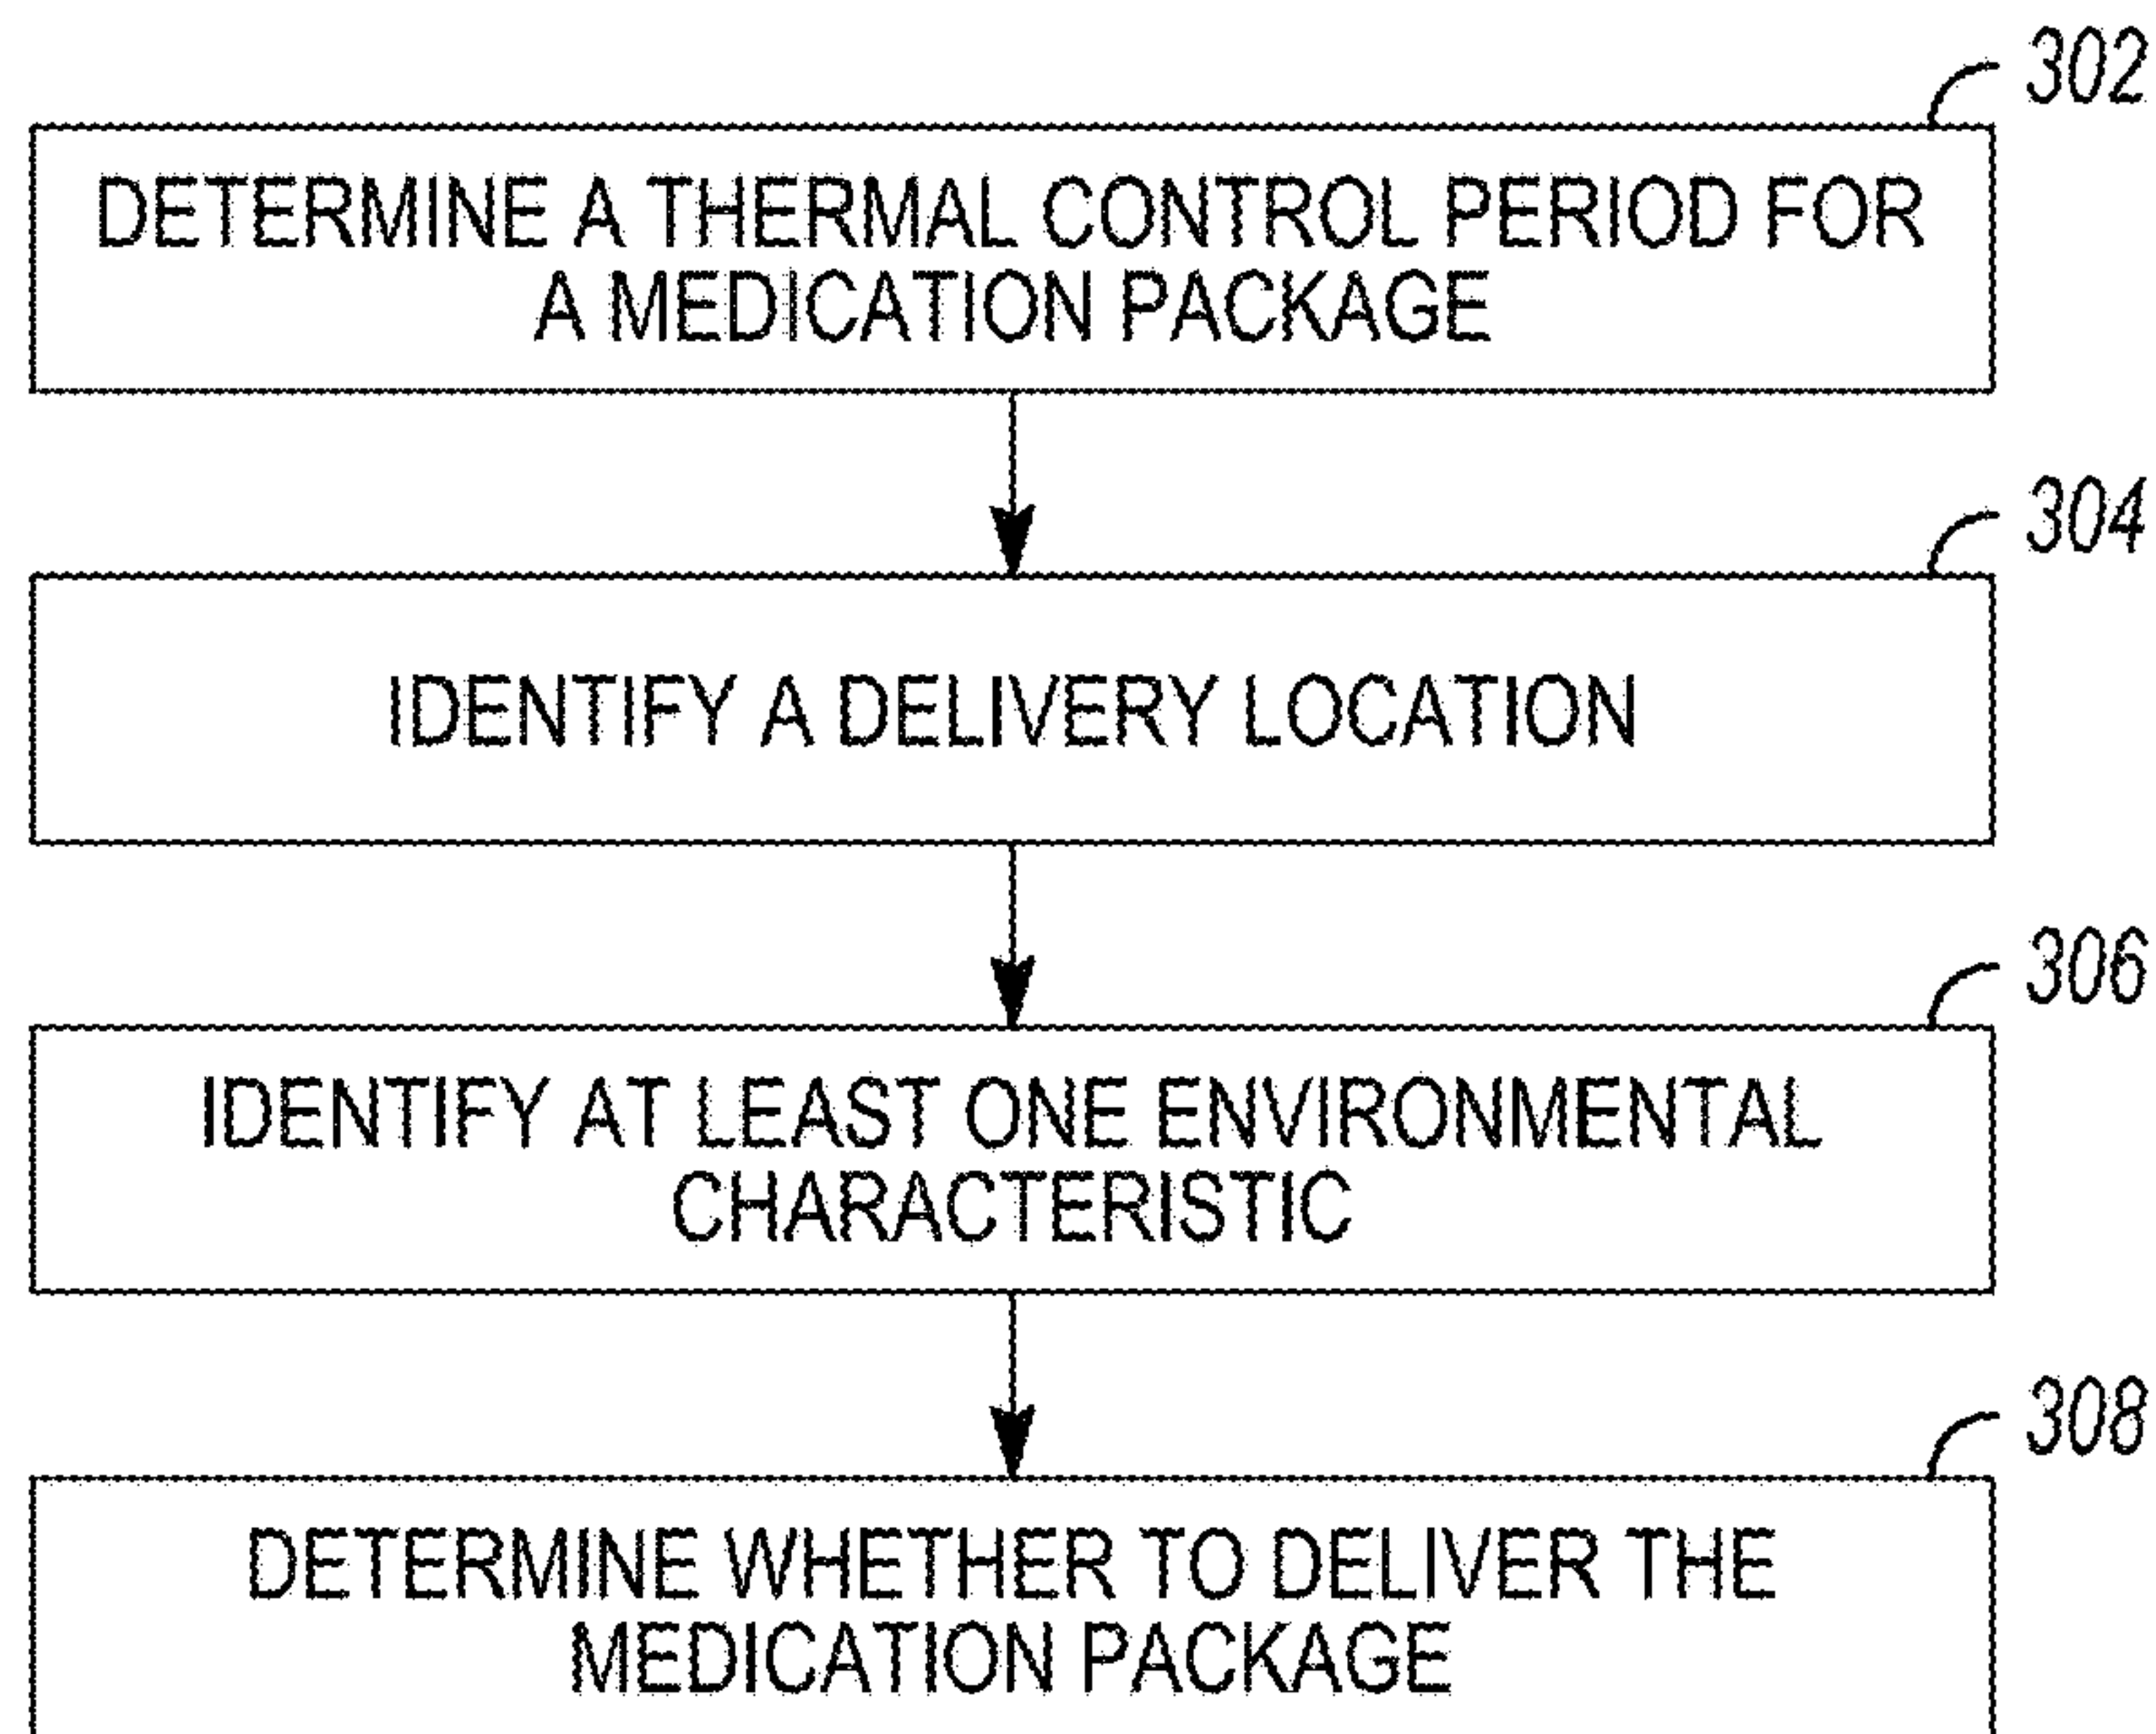 302
DETERMINE A THERMAL CONTROL PERIOD FOR
A MEDICATION PACKAGE
304
IDENTIFY A DELIVERY LOCATION
306
IDENTIFY AT LEAST ONE ENVIRONMENTAL
CHARACTERISTIC
308
DETERMINE WHETHER TO DELIVER THE
MEDICATION PACKAGE